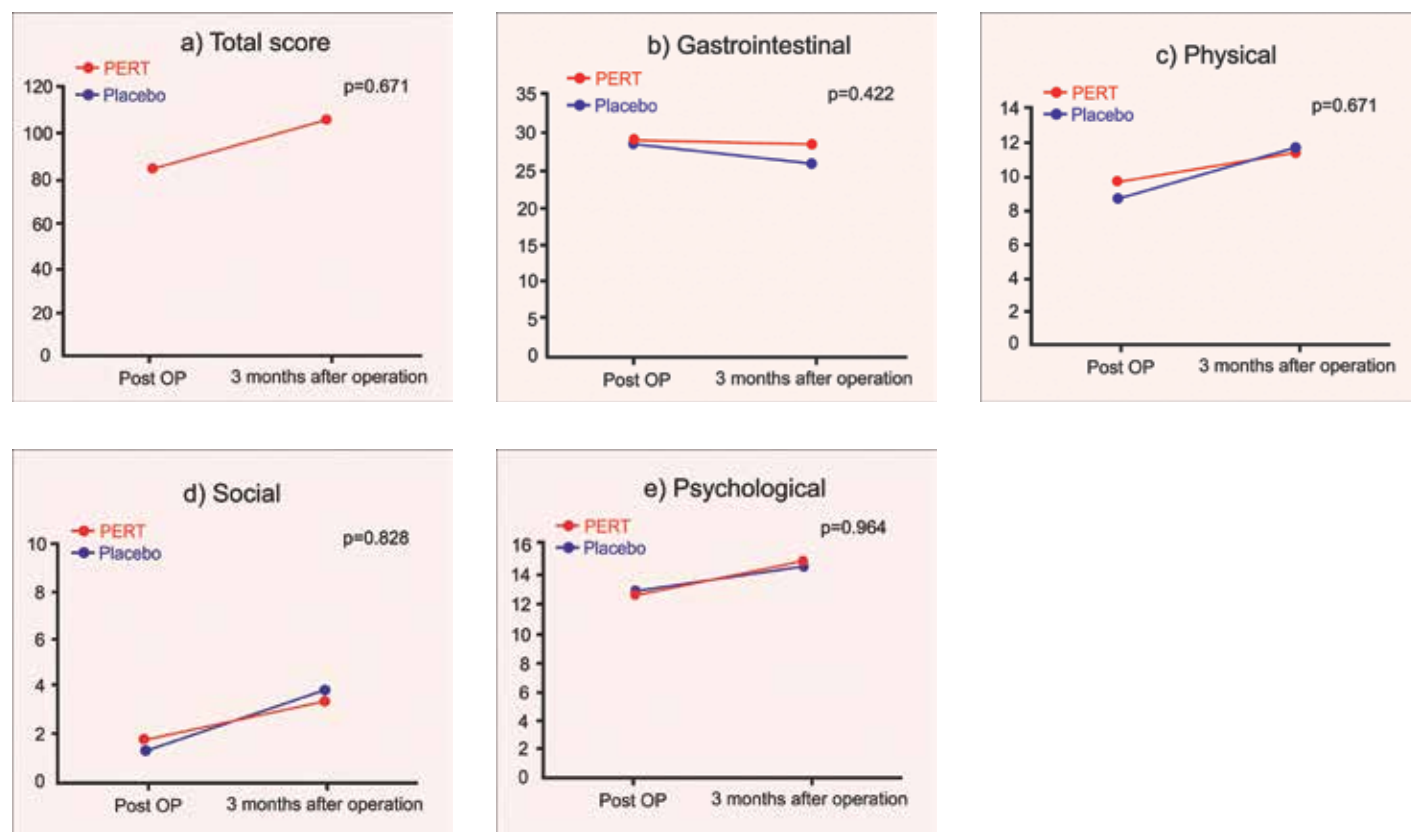 a) Total score
PERT
Placebo
p=0.671
120
100
80
60
40
20
0
Post OP
3 months after operation
b) Gastrointestinal
PERT
Placebo
p=0.422
35
30
25
20
15
10
5
0
Post OP
3 months after operation
c) Physical
PERT
Placebo
p=0.671
14
12
10
8
6
4
2
0
Post OP
3 months after operation
d) Social
PERT
Placebo
p=0.828
10
8
6
4
2
0
Post OP
3 months after operation
e) Psychological
PERT
Placebo
p=0.964
16
14
12
10
8
6
4
2
0
Post OP
3 months after operation